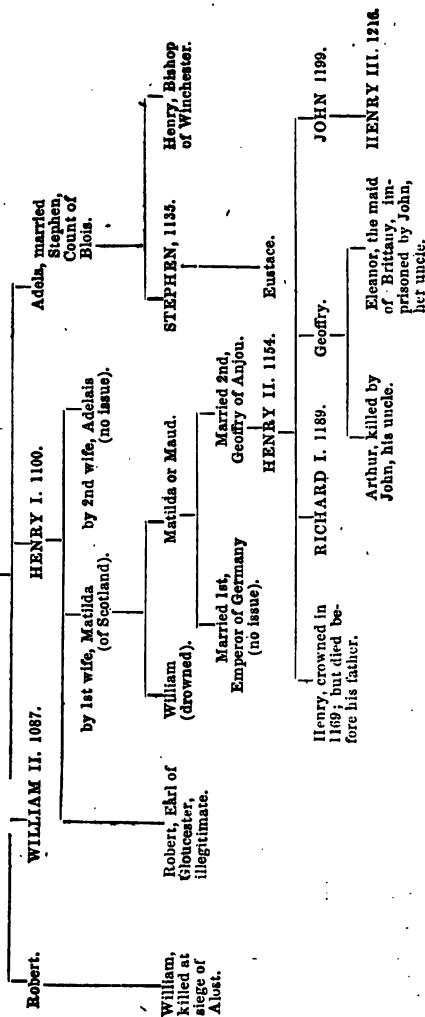 Robert.
WILLIAM II. 1087.
HENRY I. 1100.
Adela, married
Stephen,
Count of
Blois.
William,
killed at
siege of
Alost.
by 1st wife, Matilda
(of Scotland).
by 2nd wife, Adelais
(no issue).
STEPHEN, 1135.
Henry, Bishop
of Winchester.
Robert, Earl of
Gloucester,
illegitimate.
William
(drowned).
Matilda or Maud.
Eustace.
Married 1st,
Emperor of Germany
(no issue).
Married 2nd,
Geoffry of Anjou.
HENRY II. 1154.
Henry, crowned in
1169; but died be-
fore his father.
RICHARD I. 1189.
Geoffry.
JOHN 1199.
Arthur, killed by
John, his uncle.
Eleanor, the maid
of Brittany, im-
prisoned by John,
her uncle.
HENRY III. 1216.